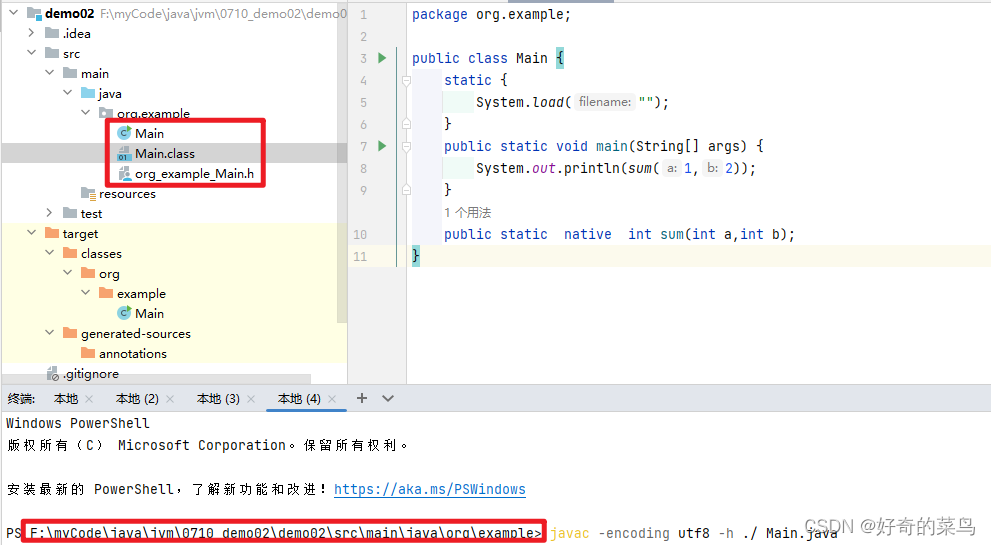 demo02 F:\myCode\java\jvm\0710_demo02\demo0
.idea
src
main
java
org.example
Main
Main.class
org_example_Main.h
resources
test
target
classes
org
example
Main
generated-sources
annotations
.gitignore
1 package org.example;
2
3 public class Main {
4 static {
5 System.load( filename: "");
6 }
7 public static void main(String[] args) {
8 System.out.println(sum( a: 1, b: 2));
9 }
1 个用法
10 public static native int sum(int a,int b);
11 }
终端: 本地 × 本地 (2) × 本地 (3) × 本地 (4) × +
Windows PowerShell
版权所有（C） Microsoft Corporation。保留所有权利。
安装最新的 PowerShell，了解新功能和改进！https://aka.ms/PSWindows
PS F:\myCode\java\jvm\0710_demo02\demo02\src\main\java\org\example> javac -encoding utf8 -h ./ Main.java
CSDN @好奇的菜鸟